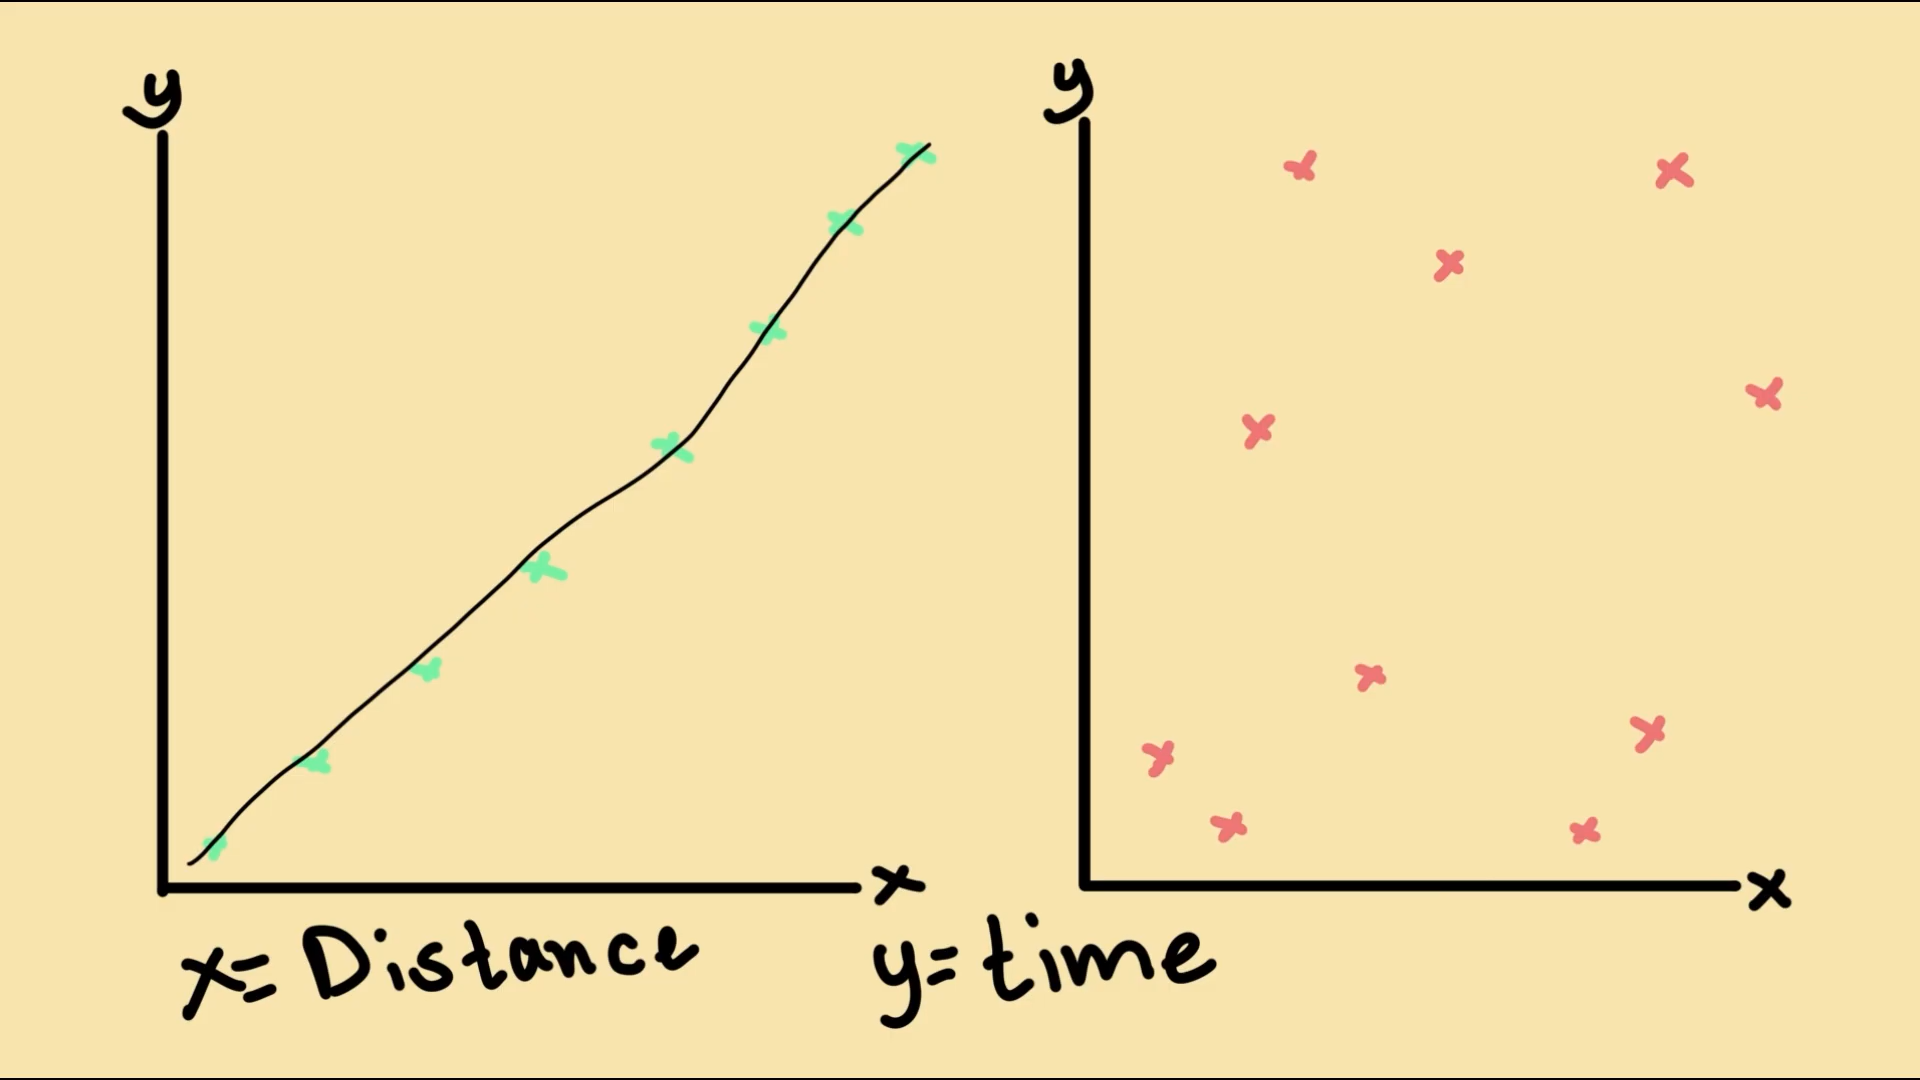 y
y
x
x
x= Distance
y= time